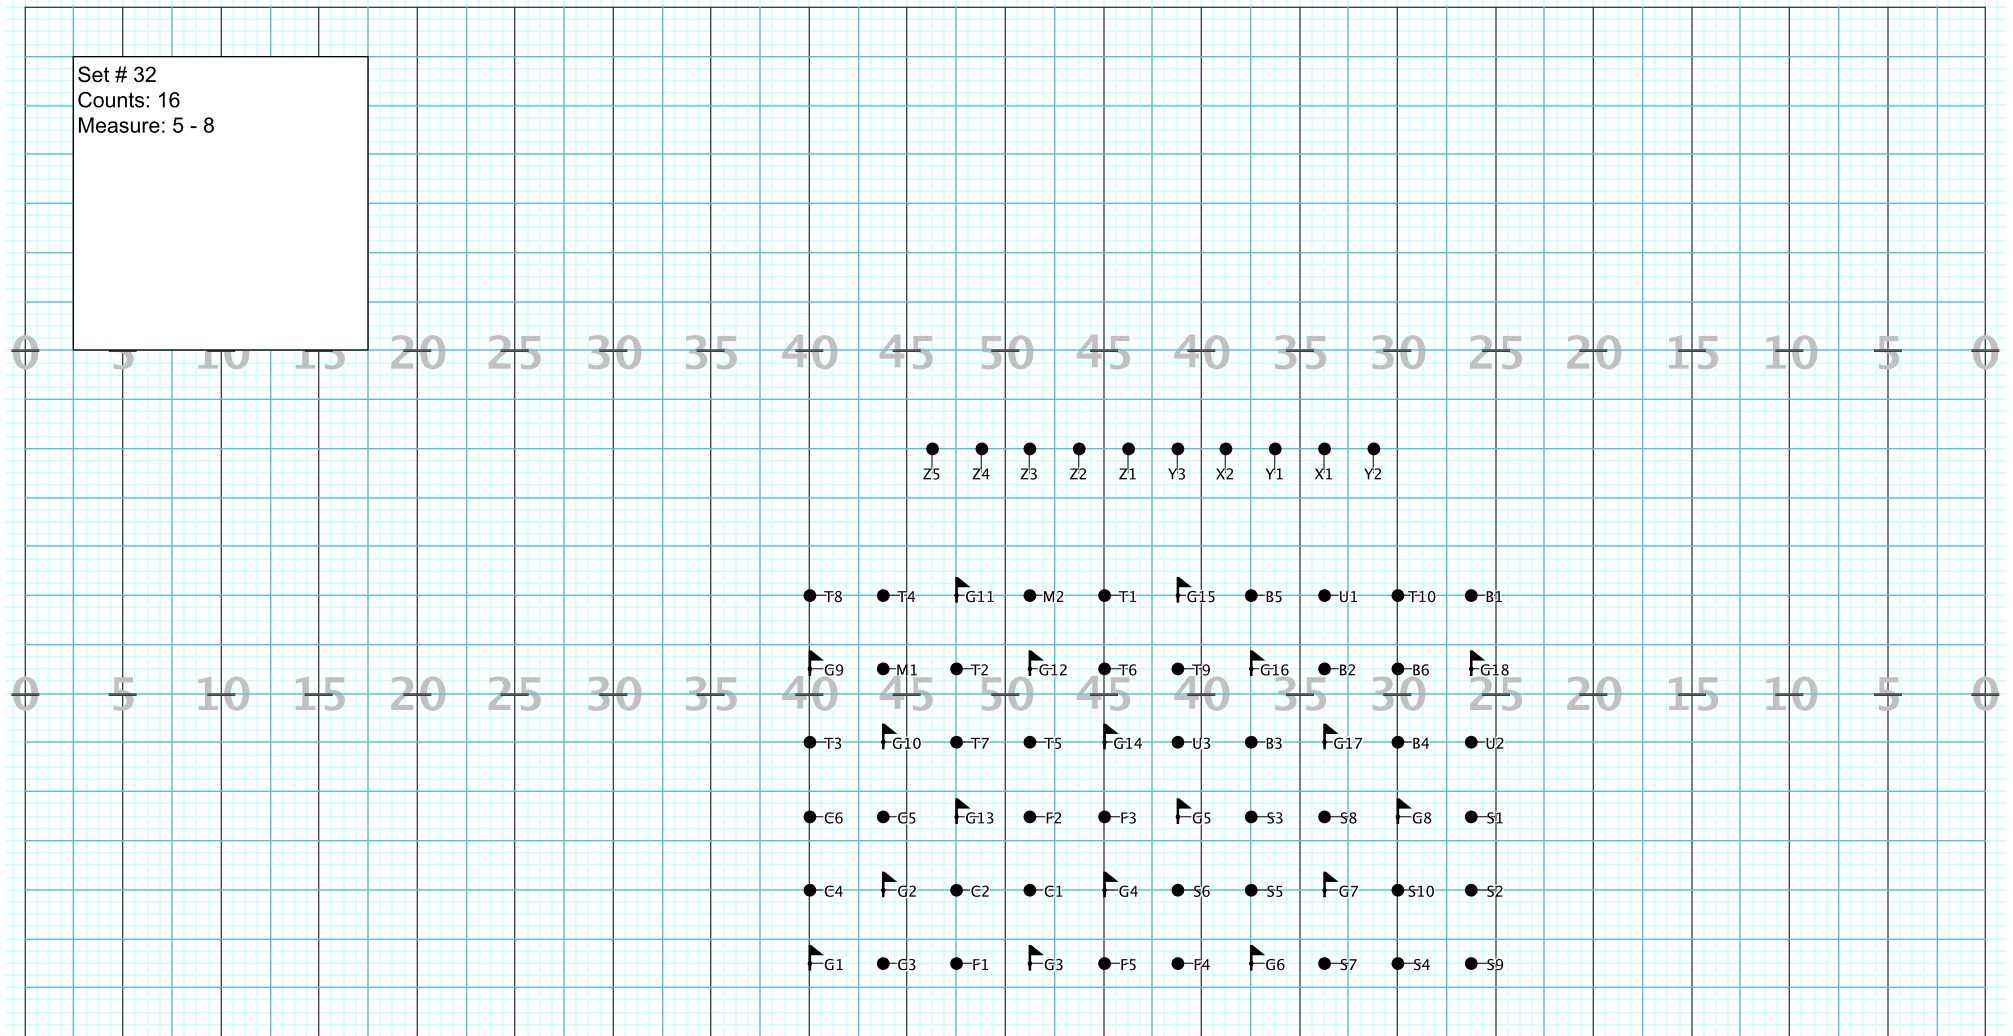 Set # 32
Counts: 16
Measure: 5 - 8
0 5 10 15 20 25 30 35 40 45 50 45 40 35 30 25 20 15 10 5 0
Z5 Z4 Z3 Z2 Z1 Y3 X2 Y1 X1 Y2
T8 T4 G11 M2 T1 G15 B5 U1 T10 B1
G9 M1 T2 G12 T6 T9 G16 B2 B6 G18
0 5 10 15 20 25 30 35 40 45 50 45 40 35 30 25 20 15 10 5 0
T3 G10 T7 T5 G14 U3 B3 G17 B4 U2
C6 C5 G13 F2 F3 G5 S3 S8 G8 S1
C4 G2 C2 C1 G4 S6 S5 G7 S10 S2
G1 C3 F1 G3 F5 F4 G6 S7 S4 S9